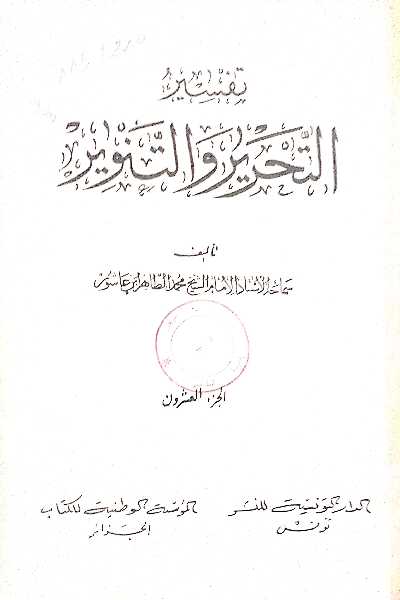 تفسير
التحرير والتنوير
تأليف
سماحة الأستاذ الإمام الشيخ محمد الطاهر ابن عاشور
الجزء العشرون
الدار التونسية للنشر
تونس
المؤسسة الوطنية للكتاب
الجزائر